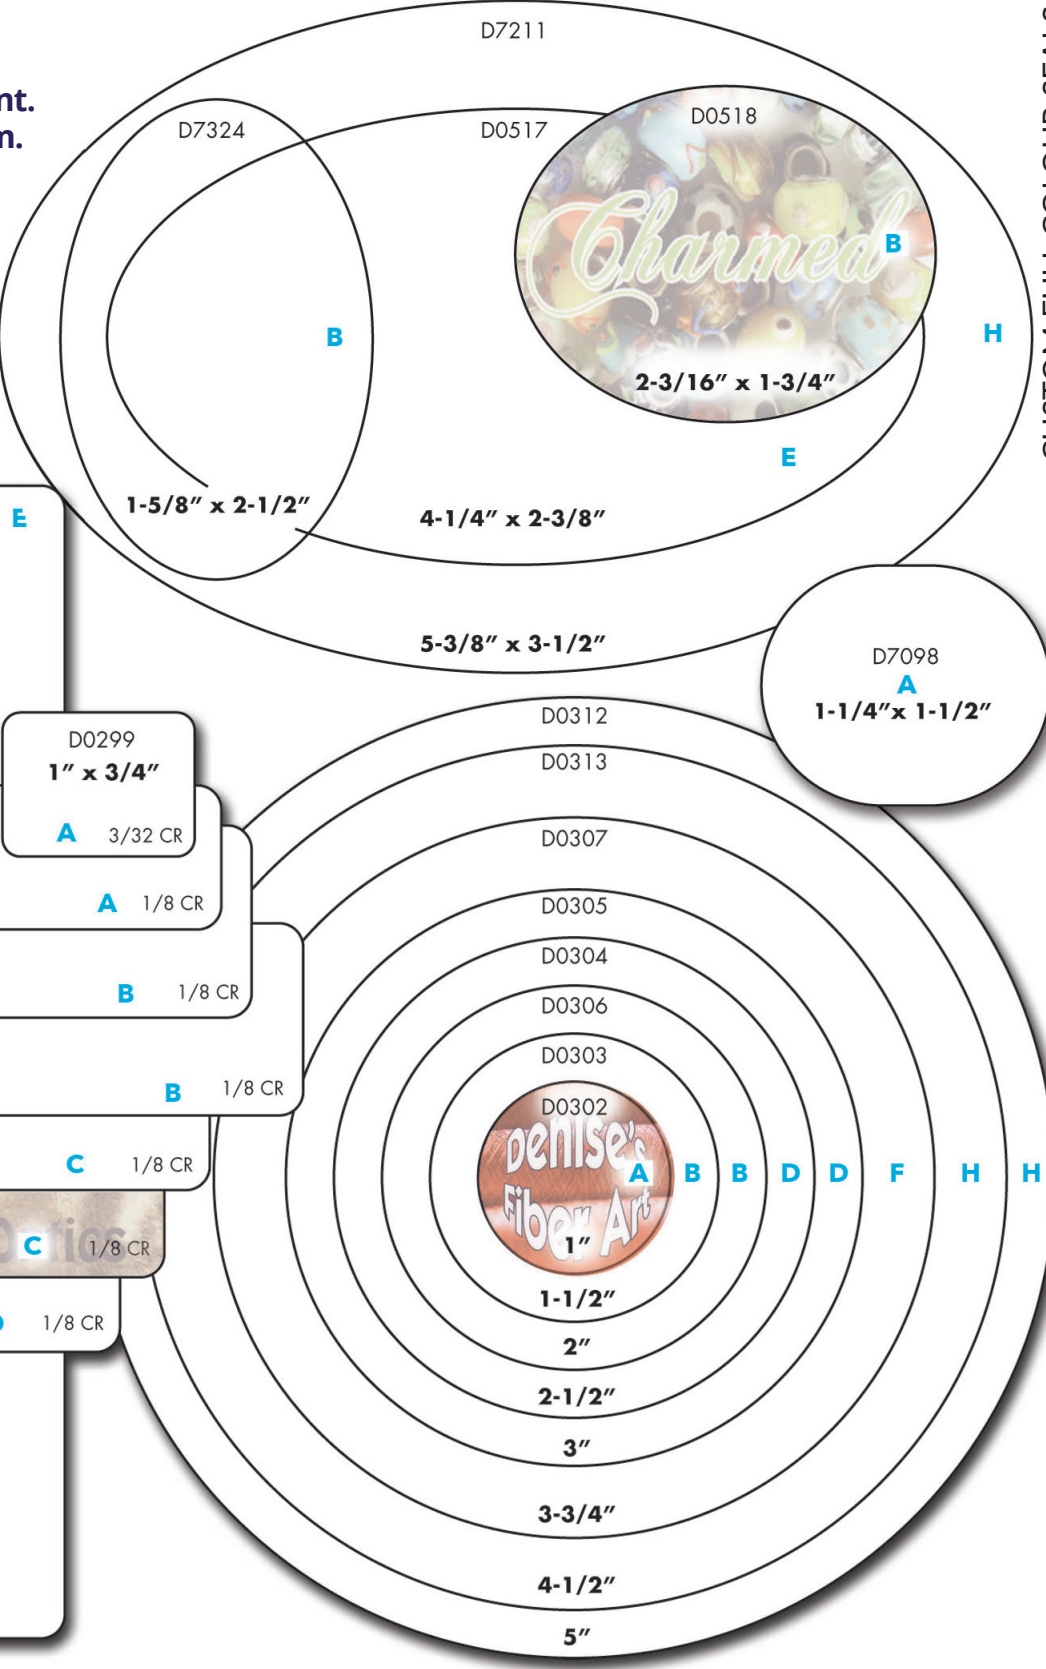 nt.
n.
D7211
D7324
D0517
D0518
Charmed
B
2-3/16″ x 1-3/4″
B
H
E
E
1-5/8″ x 2-1/2″
4-1/4″ x 2-3/8″
5-3/8″ x 3-1/2″
D7098
A
1-1/4″x 1-1/2″
D0299
1″ x 3/4″
A 3/32 CR
A 1/8 CR
B 1/8 CR
B 1/8 CR
C 1/8 CR
C 1/8 CR
1/8 CR
D0312
D0313
D0307
D0305
D0304
D0306
D0303
D0302
Denise's
Fiber Art
A B B D D F H H
1″
1-1/2″
2″
2-1/2″
3″
3-3/4″
4-1/2″
5″